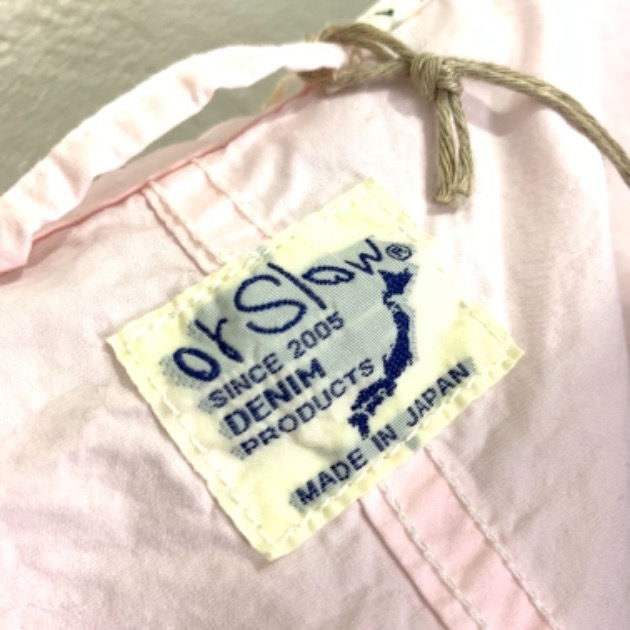 orSlow®
SINCE 2005
DENIM
PRODUCTS
MADE IN JAPAN